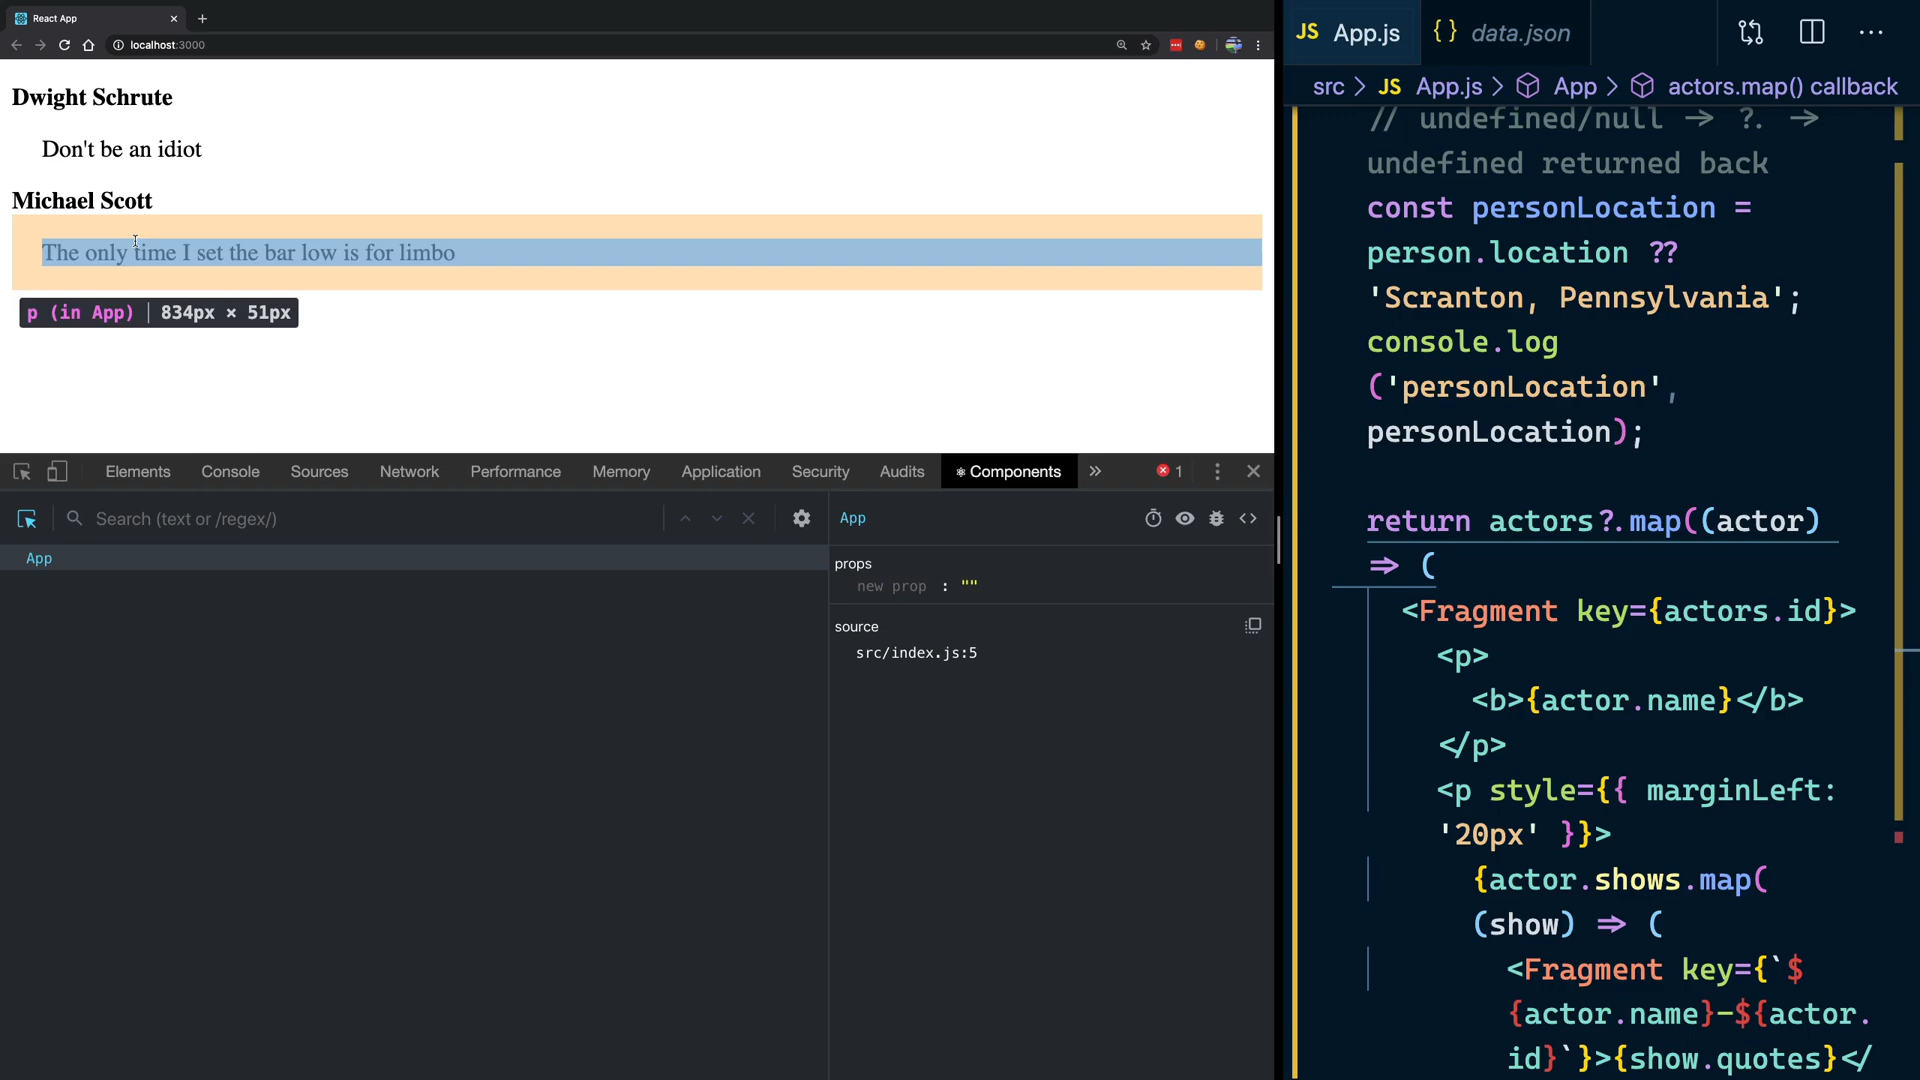 React App
localhost:3000
Dwight Schrute
Don't be an idiot
Michael Scott
The only time I set the bar low is for limbo
p (in App) | 834px × 51px
Elements Console Sources Network Performance Memory Application Security Audits Components » 1
Search (text or /regex/)
App
App
props
new prop : ""
source
src/index.js:5
JS App.js {} data.json
src > JS App.js > App > actors.map() callback
// undefined/null => ?. =>
undefined returned back
const personLocation =
person.location ??
'Scranton, Pennsylvania';
console.log
('personLocation',
personLocation);
return actors?.map((actor)
=> (
<Fragment key={actors.id}>
<p>
<b>{actor.name}</b>
</p>
<p style={{ marginLeft:
'20px' }}>
{actor.shows.map(
(show) => (
<Fragment key={`$
{actor.name}-${actor.
id}`}>{show.quotes}</